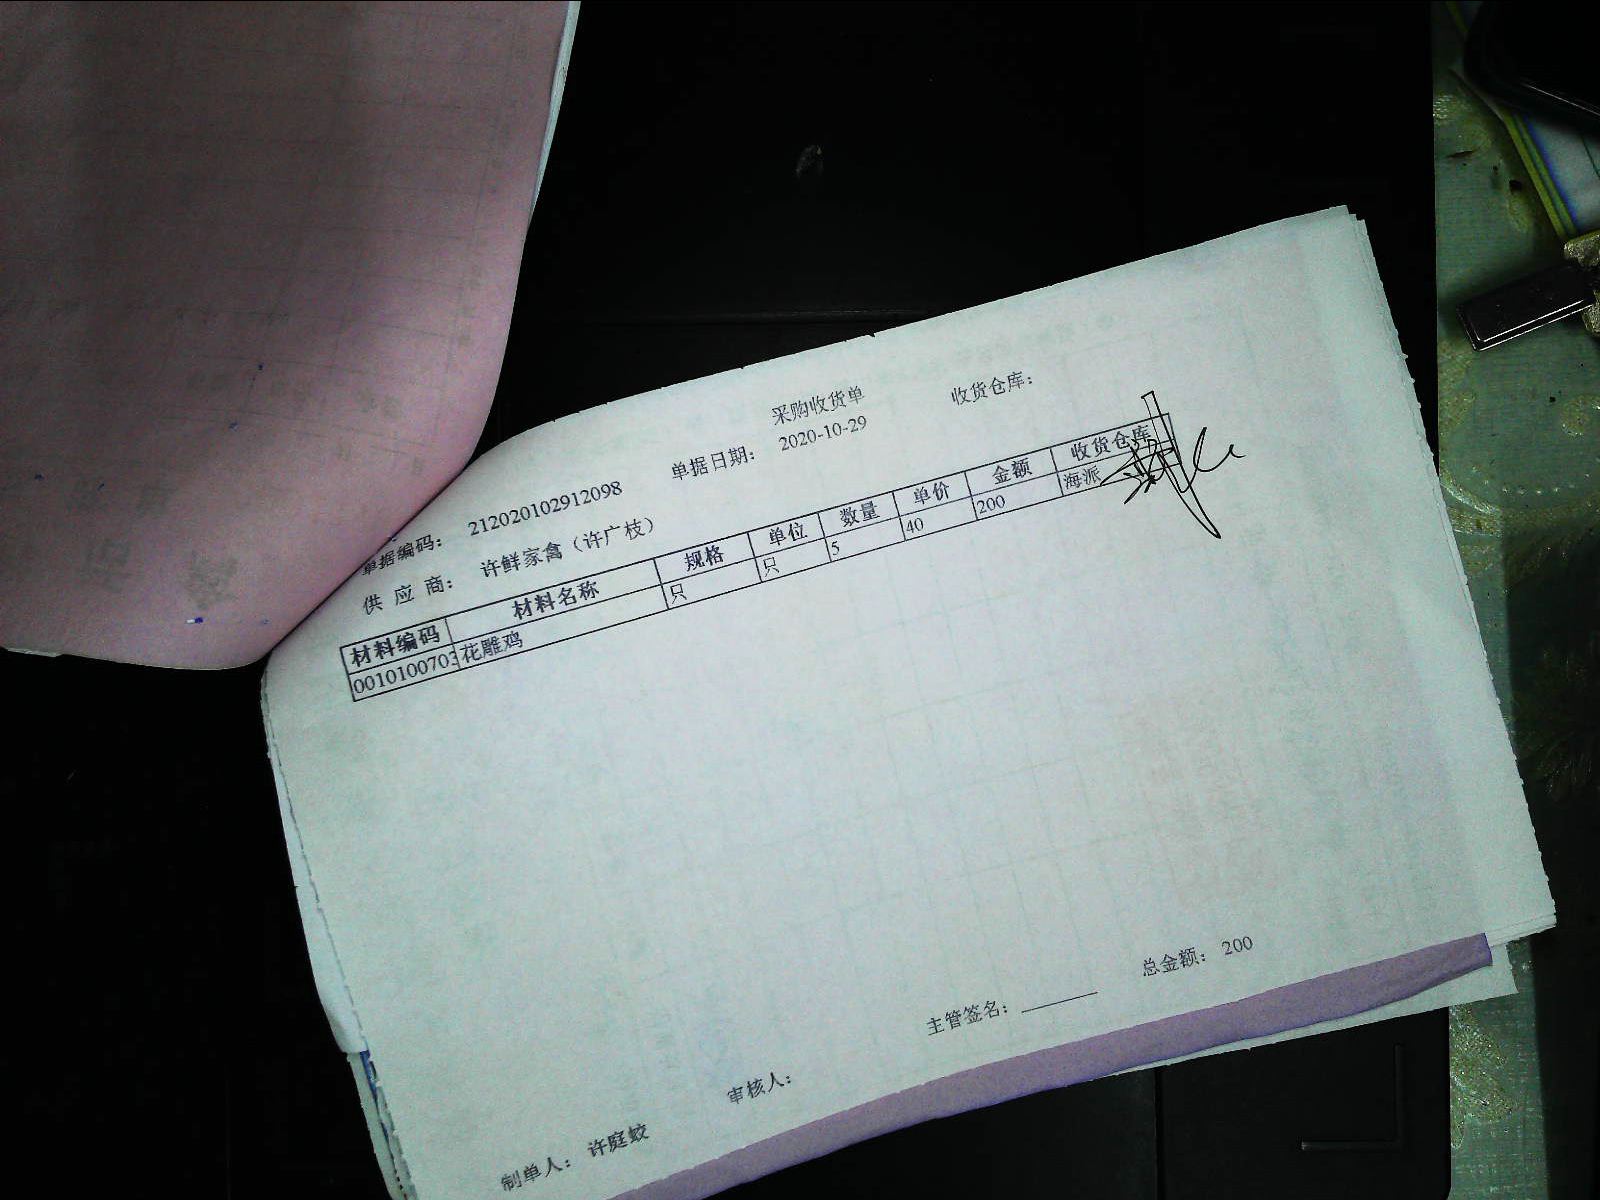 采购收货单
单据编码： 212020102912098 单据日期： 2020-10-29 收货仓库：
供 应 商： 许鲜家禽（许广枝）
材料编码 材料名称 规格 单位 数量 单价 金额 收货仓库
0010100703 花雕鸡 只 只 5 40 200 海派
总金额： 200
主管签名：
制单人： 许庭蛟 审核人：